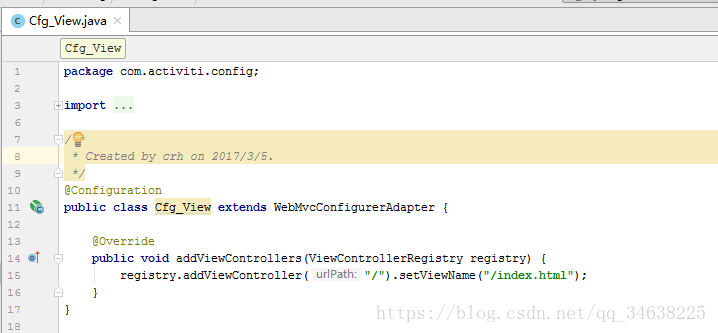 Cfg_View.java ×
Cfg_View
1 package com.activiti.config;
2
3 import ...
6
7 /**
8 * Created by crh on 2017/3/5.
9 */
10 @Configuration
11 public class Cfg_View extends WebMvcConfigurerAdapter {
12
13 @Override
14 public void addViewControllers(ViewControllerRegistry registry) {
15 registry.addViewController( urlPath: "/").setViewName("/index.html");
16 }
17 }
18
https://blog.csdn.net/qq_34638225